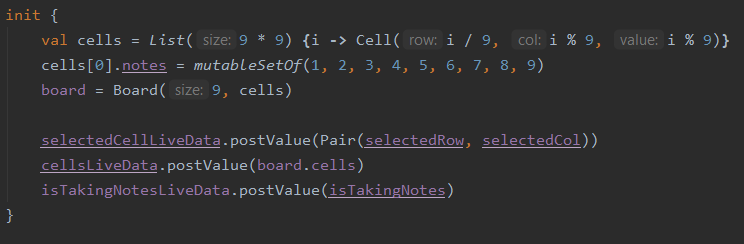 init {
val cells = List( size: 9 * 9) {i -> Cell( row: i / 9, col: i % 9, value: i % 9)}
cells[0].notes = mutableSetOf(1, 2, 3, 4, 5, 6, 7, 8, 9)
board = Board( size: 9, cells)
selectedCellLiveData.postValue(Pair(selectedRow, selectedCol))
cellsLiveData.postValue(board.cells)
isTakingNotesLiveData.postValue(isTakingNotes)
}